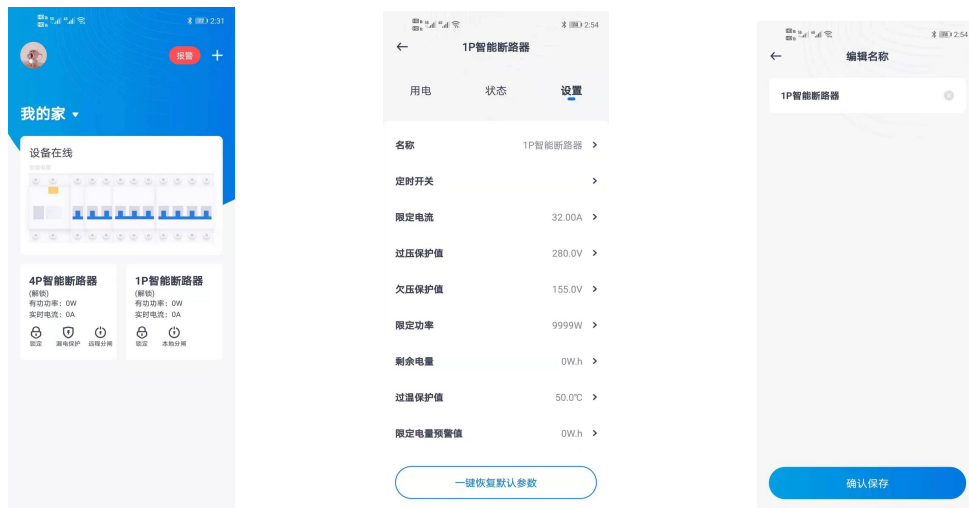 2:31
报警
我的家
设备在线
4P智能断路器
(解锁)
有功功率：0W
实时电流：0A
锁定
漏电保护
远程分闸
1P智能断路器
(解锁)
有功功率：0W
实时电流：0A
锁定
本地分闸
2:54
1P智能断路器
用电 状态 设置
名称 1P智能断路器
定时开关
限定电流 32.00A
过压保护值 280.0V
欠压保护值 155.0V
限定功率 9999W
剩余电量 0W.h
过温保护值 50.0℃
限定电量预警值 0W.h
一键恢复默认参数
2:54
编辑名称
1P智能断路器
确认保存